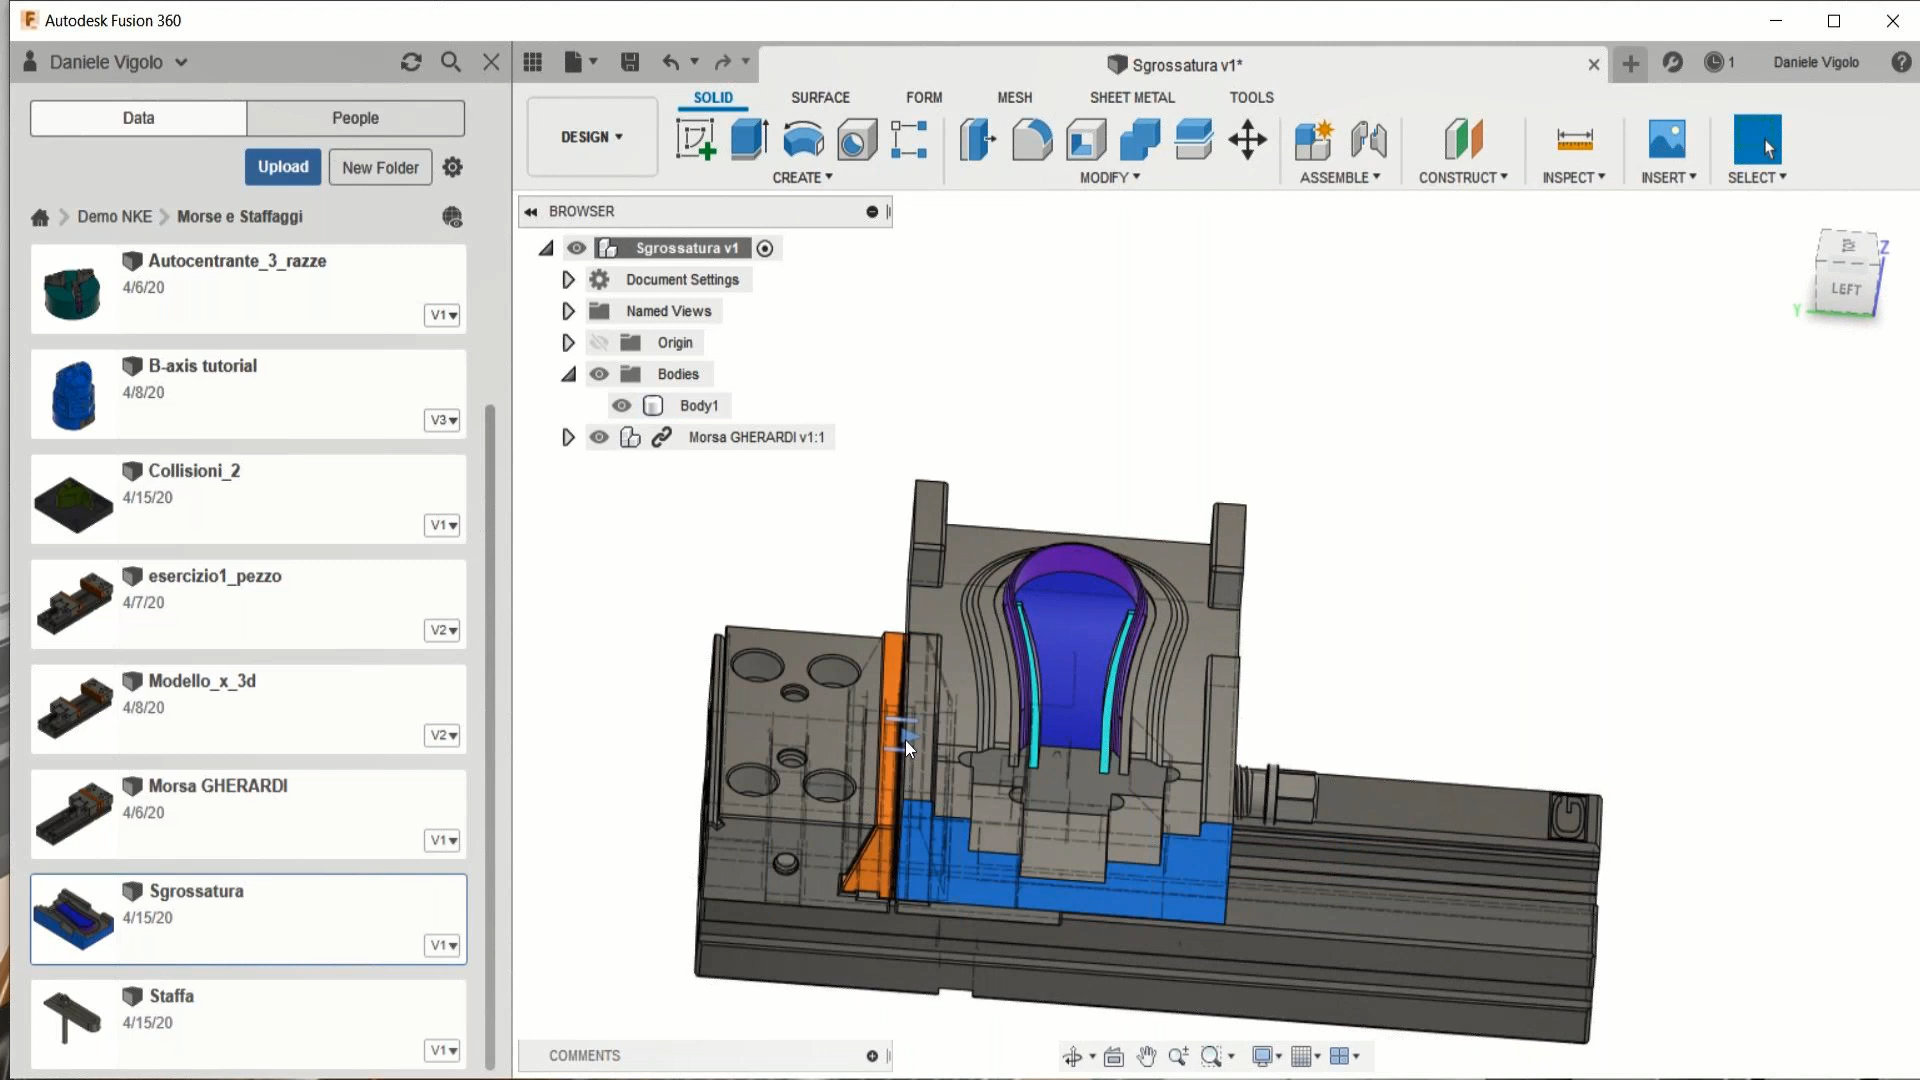 Autodesk Fusion 360
Daniele Vigolo
Sgrossatura v1*
1
Daniele Vigolo
Data
People
Upload
New Folder
Demo NKE
Morse e Staffaggi
Autocentrante_3_razze
4/6/20
V1
B-axis tutorial
4/8/20
V3
Collisioni_2
4/15/20
V1
esercizio1_pezzo
4/7/20
V2
Modello_x_3d
4/8/20
V2
Morsa GHERARDI
4/6/20
V1
Sgrossatura
4/15/20
V1
Staffa
4/15/20
V1
DESIGN
SOLID
SURFACE
FORM
MESH
SHEET METAL
TOOLS
CREATE
MODIFY
ASSEMBLE
CONSTRUCT
INSPECT
INSERT
SELECT
BROWSER
Sgrossatura v1
Document Settings
Named Views
Origin
Bodies
Body1
Morsa GHERARDI v1:1
Z
LEFT
Y
G
COMMENTS